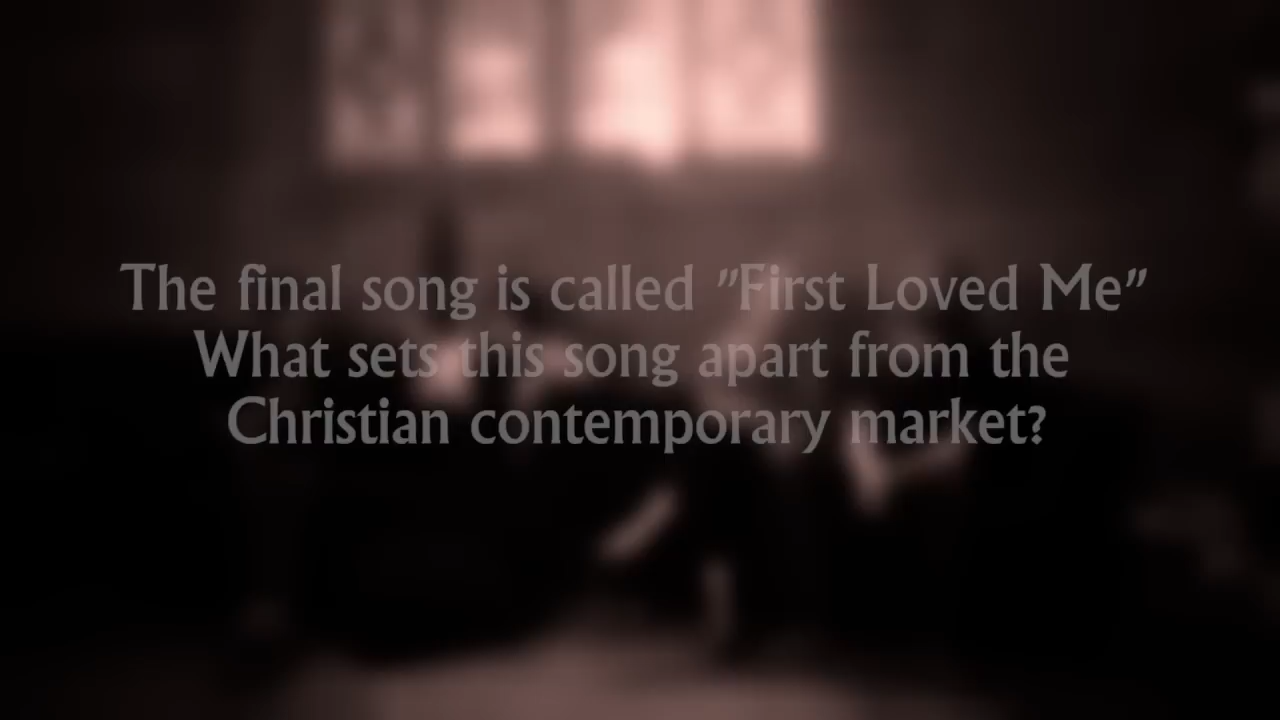 The final song is called "First Loved Me"
What sets this song apart from the
Christian contemporary market?